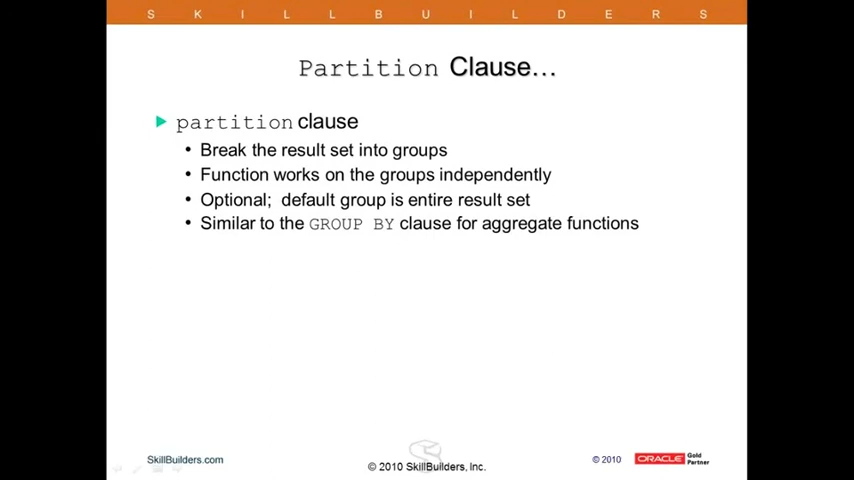 S K I L L B U I L D E R S
Partition Clause…
partition clause
• Break the result set into groups
• Function works on the groups independently
• Optional; default group is entire result set
• Similar to the GROUP BY clause for aggregate functions
SkillBuilders.com
© 2010 SkillBuilders, Inc.
© 2010
ORACLE Gold
Partner